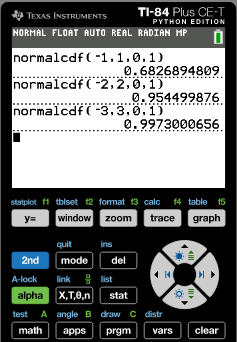 TEXAS INSTRUMENTS TI-84 Plus CE-T
PYTHON EDITION
NORMAL FLOAT AUTO REAL RADIAN MP
normalcdf(-1,1,0,1)
0.6826894809
normalcdf(-2,2,0,1)
0.954499876
normalcdf(-3,3,0,1)
0.9973000656
statplot f1 tblset f2 format f3 calc f4 table f5
y= window zoom trace graph
quit ins
2nd mode del
A-lock link list
alpha X,T,θ,n stat
test A angle B draw C distr
math apps prgm vars clear